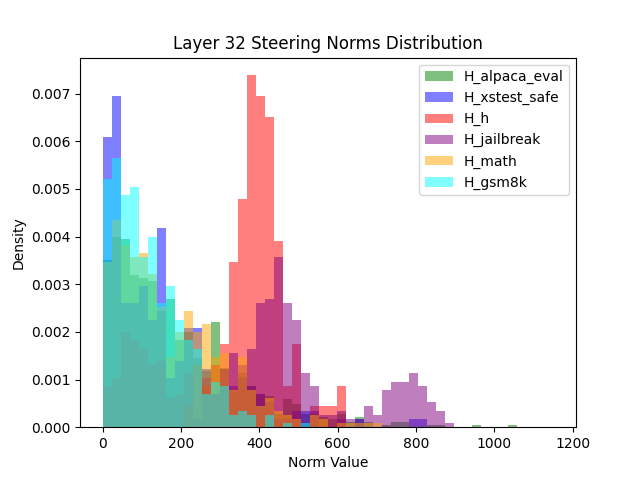 Layer 32 Steering Norms Distribution
H_alpaca_eval
H_xstest_safe
H_h
H_jailbreak
H_math
H_gsm8k
0.007
0.006
0.005
0.004
0.003
0.002
0.001
0.000
Density
0 200 400 600 800 1000 1200
Norm Value